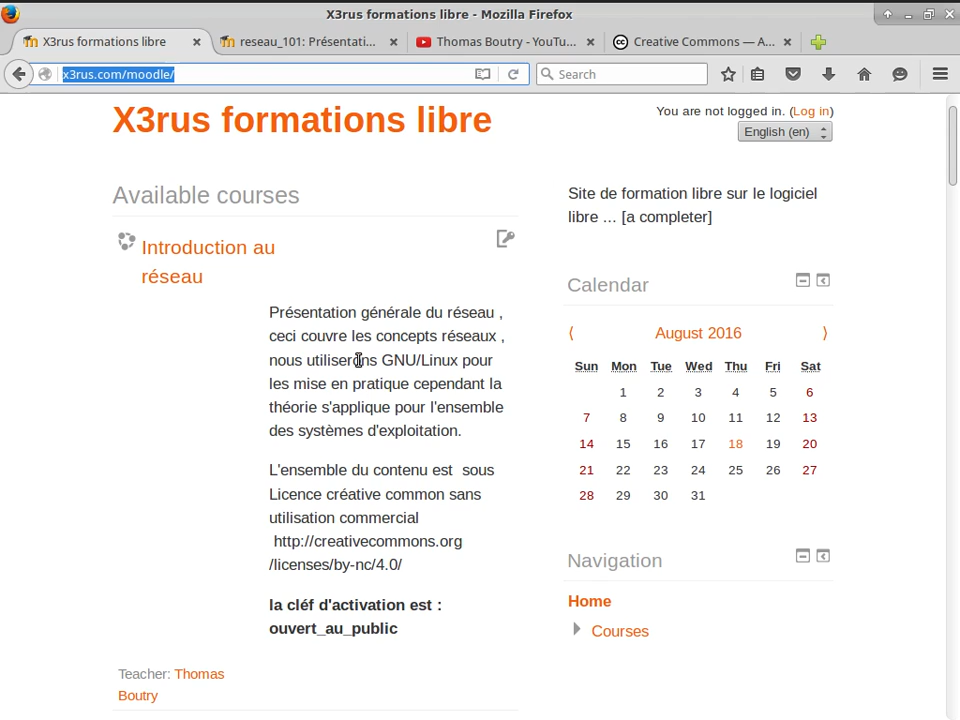 X3rus formations libre - Mozilla Firefox
X3rus formations libre
reseau_101: Présentati...
Thomas Boutry - YouTu...
Creative Commons — A...
x3rus.com/moodle/
Search
X3rus formations libre
You are not logged in. (Log in)
English (en)
Available courses
Introduction au
réseau
Présentation générale du réseau ,
ceci couvre les concepts réseaux ,
nous utiliserons GNU/Linux pour
les mise en pratique cependant la
théorie s'applique pour l'ensemble
des systèmes d'exploitation.
L'ensemble du contenu est  sous
Licence créative common sans
utilisation commercial
http://creativecommons.org
/licenses/by-nc/4.0/
la cléf d'activation est :
ouvert_au_public
Teacher: Thomas
Boutry
Site de formation libre sur le logiciel
libre ... [a completer]
Calendar
August 2016
Sun Mon Tue Wed Thu Fri Sat
1 2 3 4 5 6
7 8 9 10 11 12 13
14 15 16 17 18 19 20
21 22 23 24 25 26 27
28 29 30 31
Navigation
Home
Courses